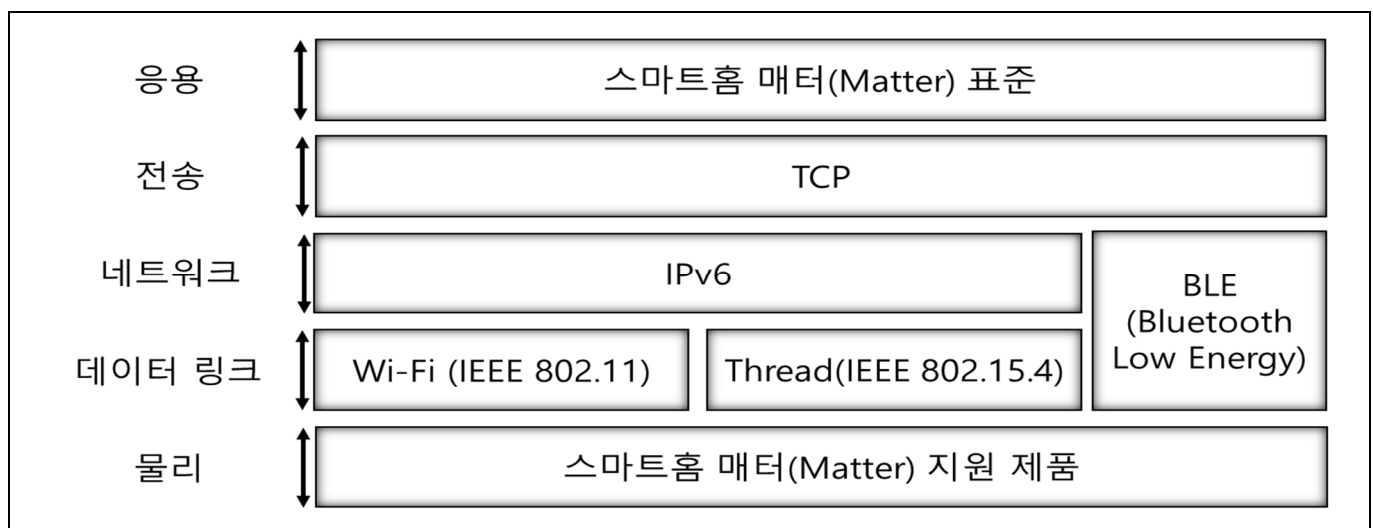 응용
스마트홈 매터(Matter) 표준
전송
TCP
네트워크
IPv6
BLE
(Bluetooth
Low Energy)
데이터 링크
Wi-Fi (IEEE 802.11)
Thread(IEEE 802.15.4)
물리
스마트홈 매터(Matter) 지원 제품